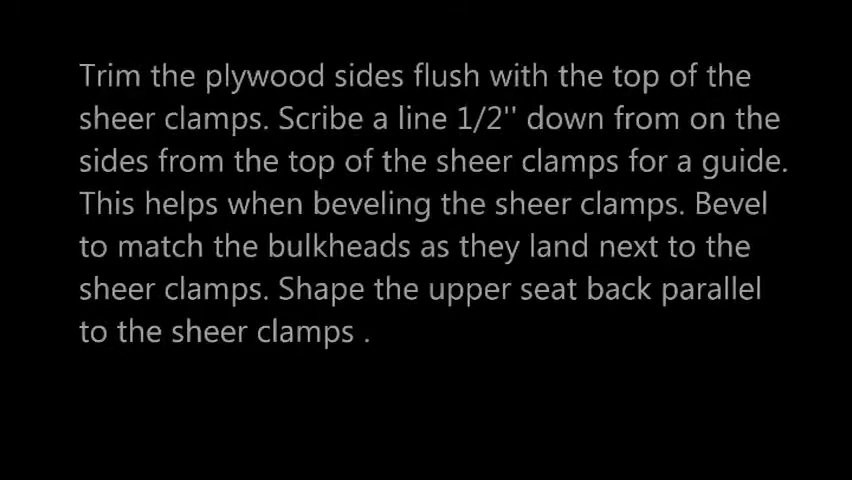 Trim the plywood sides flush with the top of the
sheer clamps. Scribe a line 1/2'' down from on the
sides from the top of the sheer clamps for a guide.
This helps when beveling the sheer clamps. Bevel
to match the bulkheads as they land next to the
sheer clamps. Shape the upper seat back parallel
to the sheer clamps .